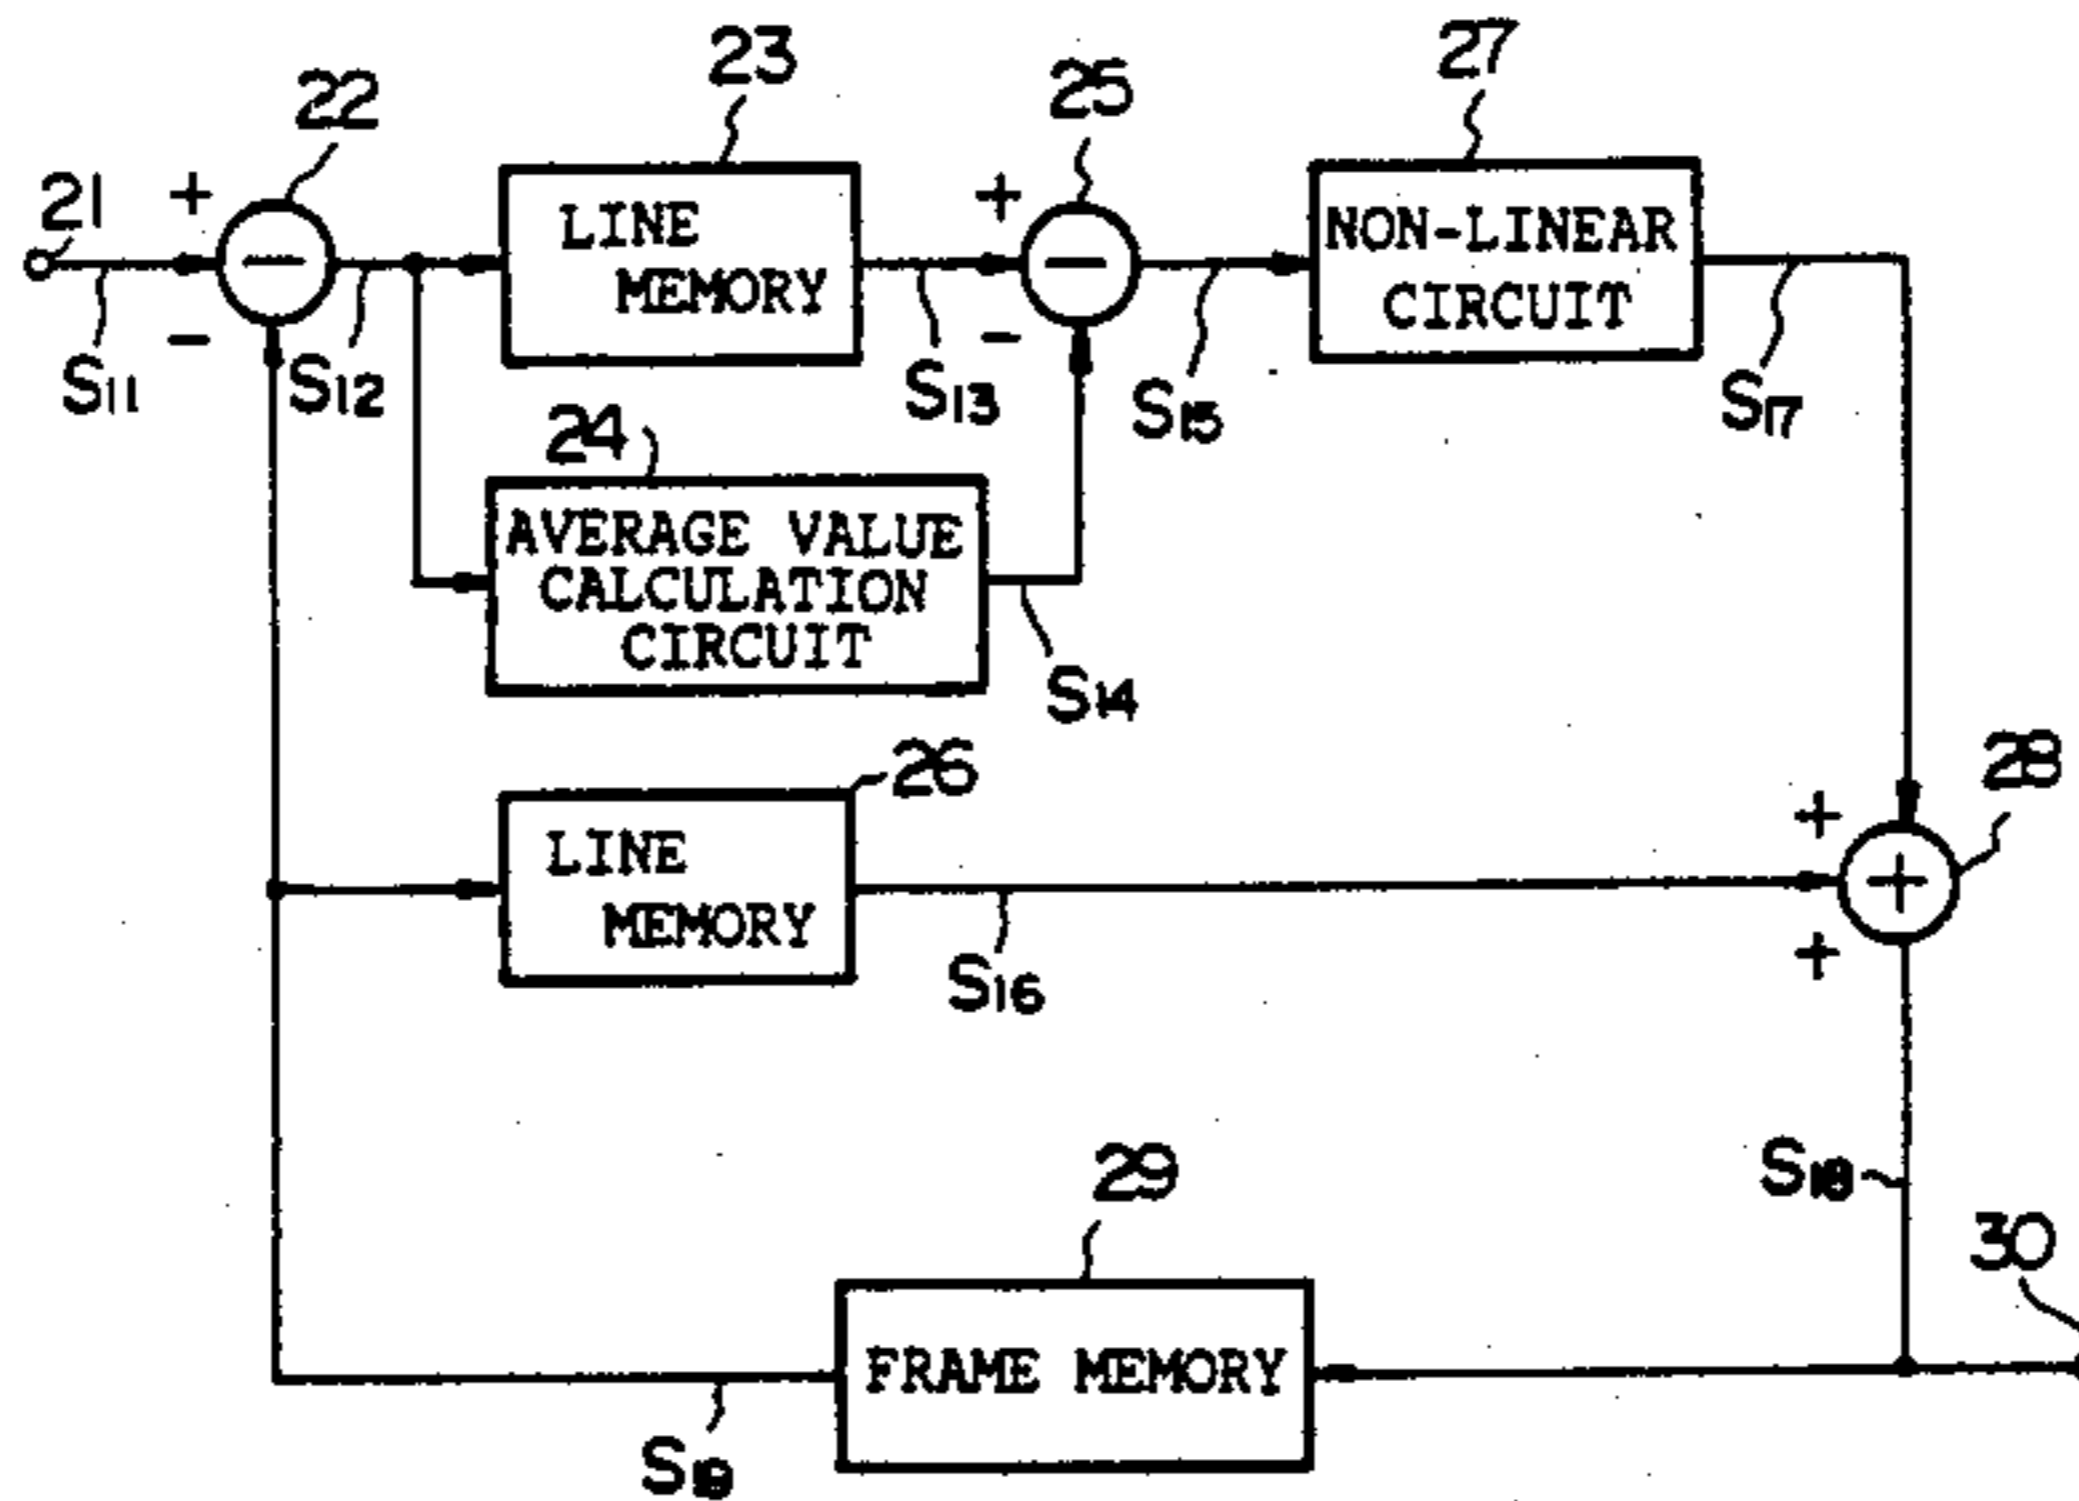 23
25
27
22
21
+
+
LINE
MEMORY
NON-LINEAR
CIRCUIT
−
−
−
−
S11
S12
S13
S15
S17
24
AVERAGE VALUE
CALCULATION
CIRCUIT
S14
26
28
LINE
MEMORY
+
+
+
S16
29
S18
30
FRAME MEMORY
S19